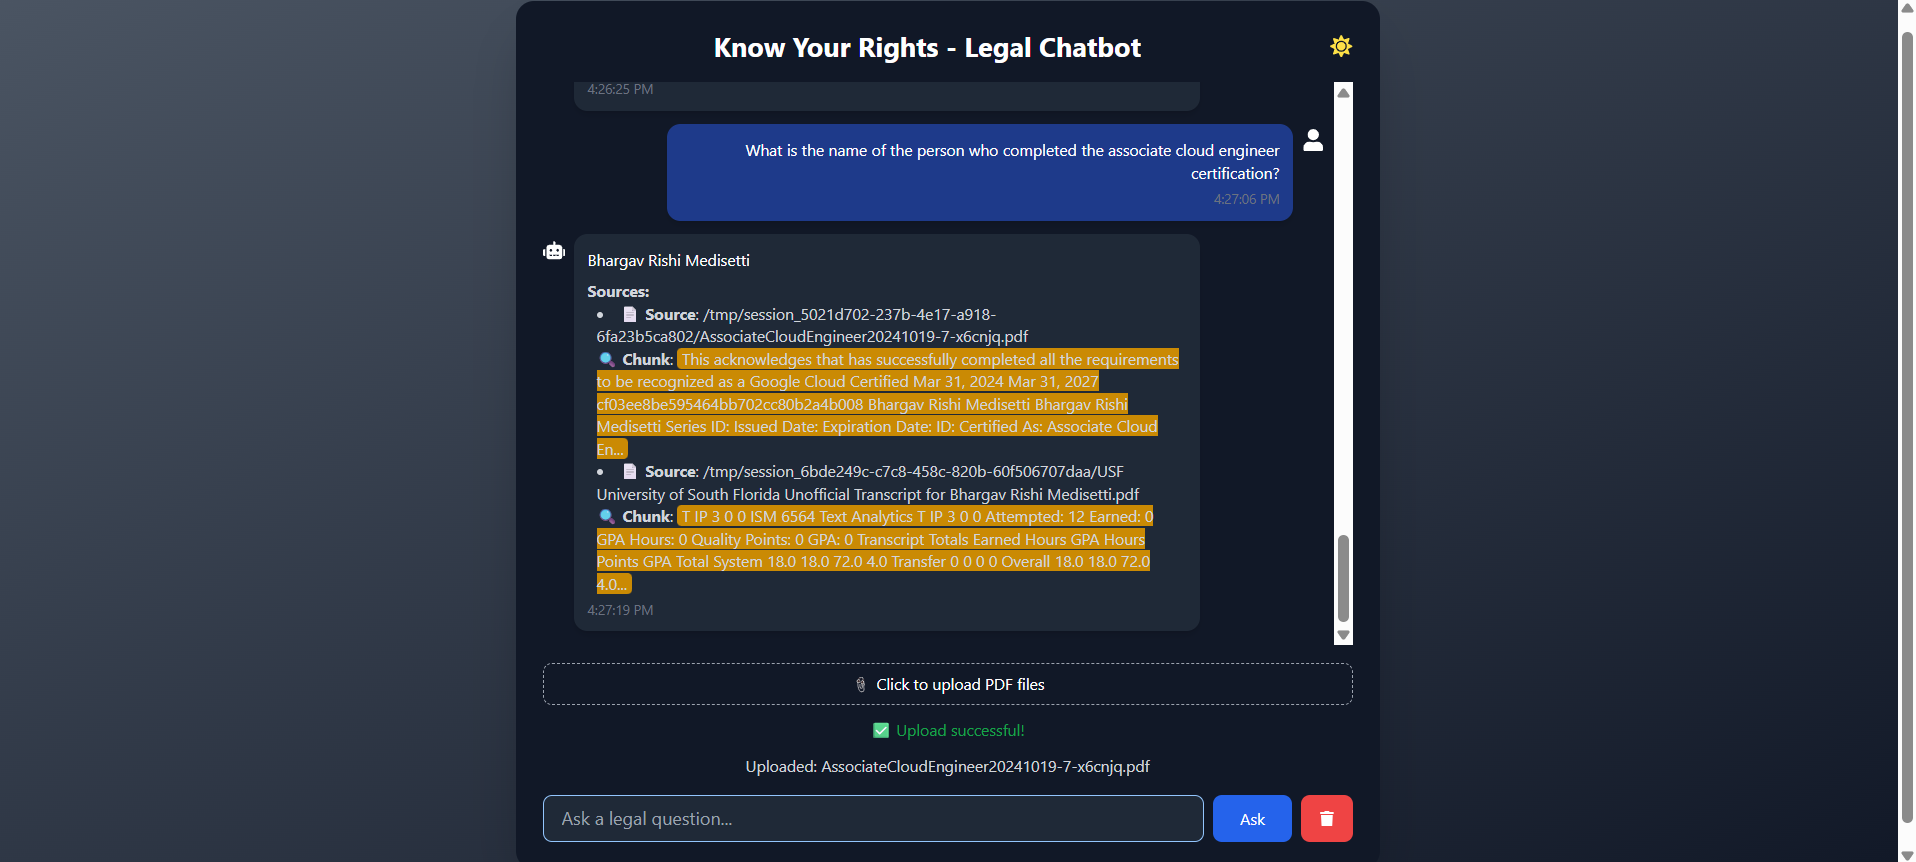 Know Your Rights - Legal Chatbot
4:26:25 PM
What is the name of the person who completed the associate cloud engineer
certification?
4:27:06 PM
Bhargav Rishi Medisetti
Sources:
Source: /tmp/session_5021d702-237b-4e17-a918-
6fa23b5ca802/AssociateCloudEngineer20241019-7-x6cnjq.pdf
Chunk: This acknowledges that has successfully completed all the requirements
to be recognized as a Google Cloud Certified Mar 31, 2024 Mar 31, 2027
cf03ee8be595464bb702cc80b2a4b008 Bhargav Rishi Medisetti Bhargav Rishi
Medisetti Series ID: Issued Date: Expiration Date: ID: Certified As: Associate Cloud
En...
Source: /tmp/session_6bde249c-c7c8-458c-820b-60f506707daa/USF
University of South Florida Unofficial Transcript for Bhargav Rishi Medisetti.pdf
Chunk: T IP 3 0 0 ISM 6564 Text Analytics T IP 3 0 0 Attempted: 12 Earned: 0
GPA Hours: 0 Quality Points: 0 GPA: 0 Transcript Totals Earned Hours GPA Hours
Points GPA Total System 18.0 18.0 72.0 4.0 Transfer 0 0 0 0 Overall 18.0 18.0 72.0
4.0...
4:27:19 PM
Click to upload PDF files
Upload successful!
Uploaded: AssociateCloudEngineer20241019-7-x6cnjq.pdf
Ask a legal question...
Ask